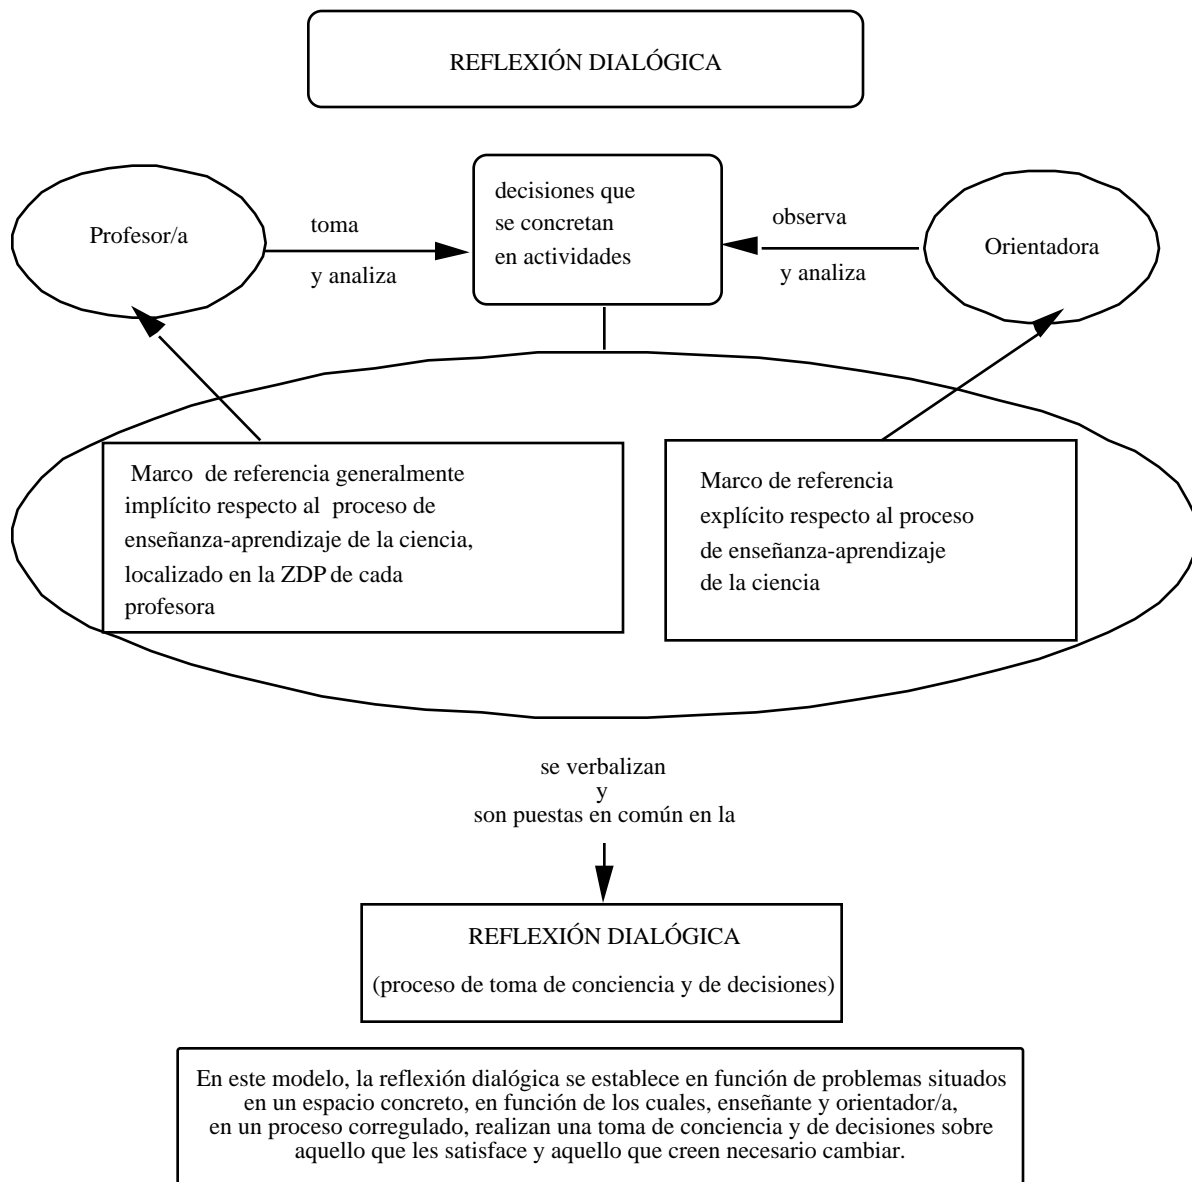 REFLEXIÓN DIALÓGICA
Profesor/a
toma
y analiza
decisiones que
se concretan
en actividades
observa
y analiza
Orientadora
Marco de referencia generalmente
implícito respecto al proceso de
enseñanza-aprendizaje de la ciencia,
localizado en la ZDP de cada
profesora
Marco de referencia
explícito respecto al proceso
de enseñanza-aprendizaje
de la ciencia
se verbalizan
y
son puestas en común en la
REFLEXIÓN DIALÓGICA
(proceso de toma de conciencia y de decisiones)
En este modelo, la reflexión dialógica se establece en función de problemas situados
en un espacio concreto, en función de los cuales, enseñante y orientador/a,
en un proceso corregulado, realizan una toma de conciencia y de decisiones sobre
aquello que les satisface y aquello que creen necesario cambiar.